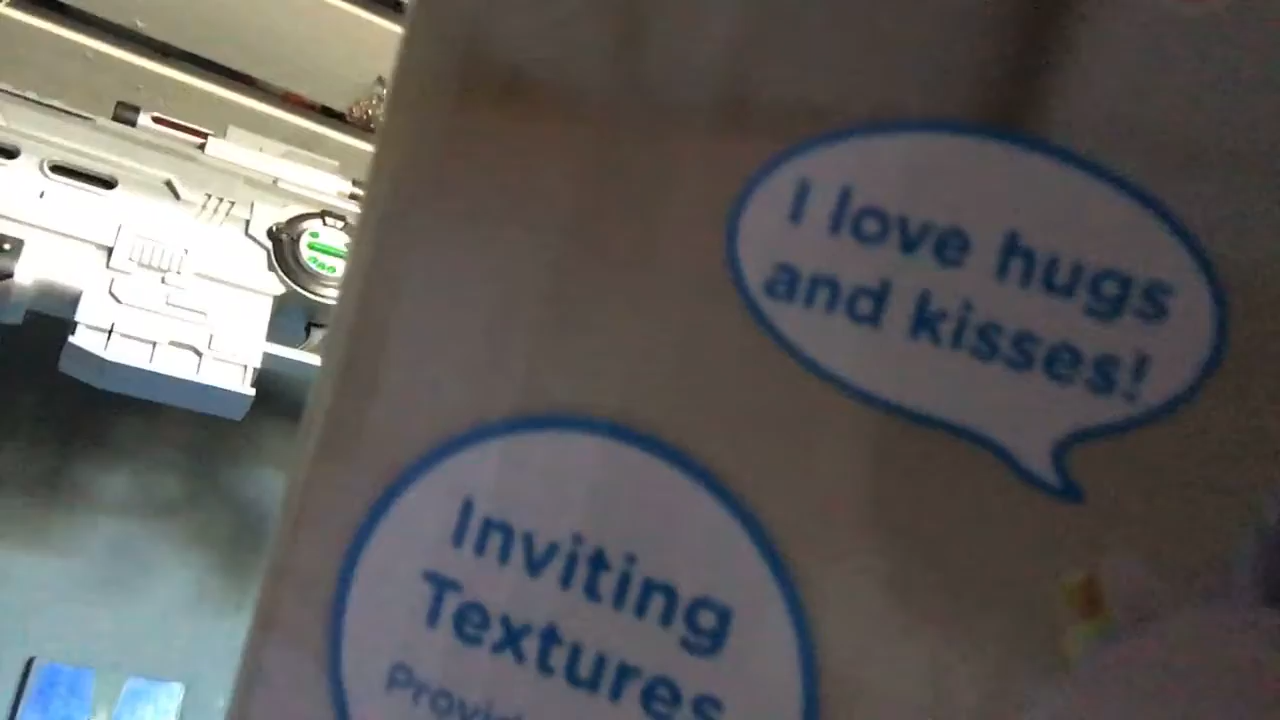 I love hugs
and kisses!
Inviting
Textures